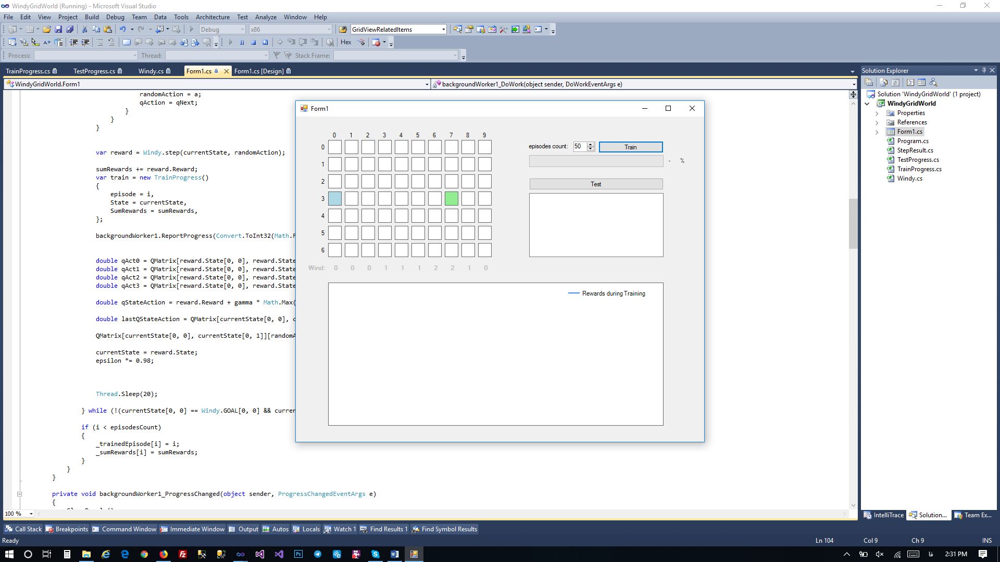 WindyGridWorld (Running) - Microsoft Visual Studio
File Edit View Project Build Debug Team Data Tools Architecture Test Analyze Window Help
Debug x86 GridViewRelatedItems
Hex
Process: Thread: Stack Frame:
TrainProgress.cs TestProgress.cs Windy.cs Form1.cs Form1.cs [Design]
WindyGridWorld.Form1 backgroundWorker1_DoWork(object sender, DoWorkEventArgs e)
randomAction = a;
qAction = qNext;
}
}
}
var reward = Windy.step(currentState, randomAction);
sumRewards += reward.Reward;
var train = new TrainProgress()
{
episode = i,
State = currentState,
SumRewards = sumRewards,
};
backgroundWorker1.ReportProgress(Convert.ToInt32(Math.F
double qAct0 = QMatrix[reward.State[0, 0], reward.State
double qAct1 = QMatrix[reward.State[0, 0], reward.State
double qAct2 = QMatrix[reward.State[0, 0], reward.State
double qAct3 = QMatrix[reward.State[0, 0], reward.State
double qStateAction = reward.Reward + gamma * Math.Max(
double lastQStateAction = QMatrix[currentState[0, 0], c
QMatrix[currentState[0, 0], currentState[0, 1]][randomA
currentState = reward.State;
epsilon *= 0.98;
Thread.Sleep(20);
} while (!(currentState[0, 0] == Windy.GOAL[0, 0] && curren
if (i < episodesCount)
{
_trainedEpisode[i] = i;
_sumRewards[i] = sumRewards;
}
}
}
private void backgroundWorker1_ProgressChanged(object sender, ProgressChangedEventArgs e)
{
100 %
Form1
0 1 2 3 4 5 6 7 8 9
0
1
2
3
4
5
6
Wind: 0 0 0 1 1 1 2 2 1 0
episodes count: 50 Train
- %
Test
Rewards during Training
Solution Explorer
Solution 'WindyGridWorld' (1 project)
WindyGridWorld
Properties
References
Form1.cs
Program.cs
StepResult.cs
TestProgress.cs
TrainProgress.cs
Windy.cs
IntelliTrace Solution... Team Ex...
Call Stack Breakpoints Command Window Immediate Window Output Autos Locals Watch 1 Find Results 1 Find Symbol Results
Ready Ln 104 Col 9 Ch 9 INS
فا 2:31 PM